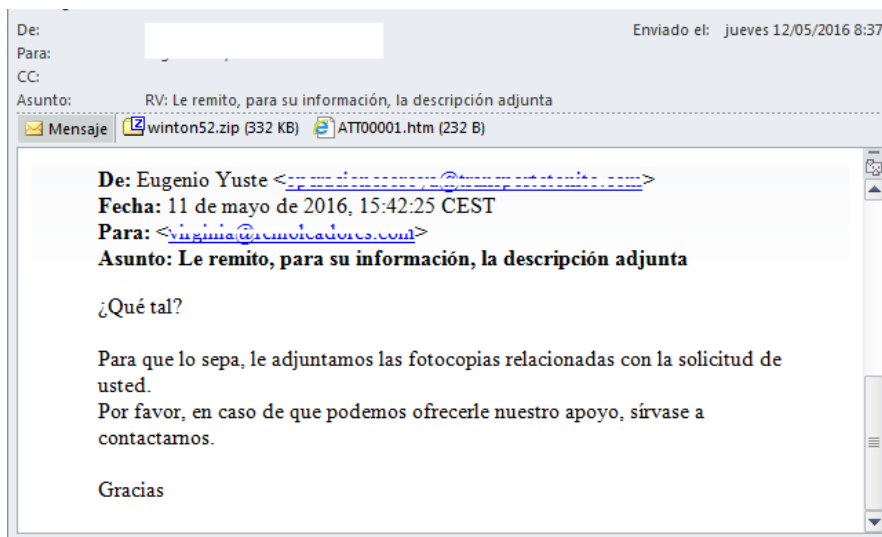 De:
Enviado el: jueves 12/05/2016 8:37
Para:
CC:
Asunto: RV: Le remito, para su información, la descripción adjunta
Mensaje winton52.zip (332 KB) ATT00001.htm (232 B)
De: Eugenio Yuste <
Fecha: 11 de mayo de 2016, 15:42:25 CEST
Para: <virginia@remolcadores.com>
Asunto: Le remito, para su información, la descripción adjunta
¿Qué tal?
Para que lo sepa, le adjuntamos las fotocopias relacionadas con la solicitud de
usted.
Por favor, en caso de que podemos ofrecerle nuestro apoyo, sírvase a
contactarnos.
Gracias